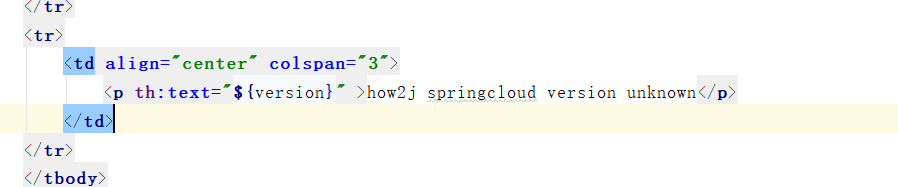 </tr>
<tr>
<td align="center" colspan="3">
<p th:text="${version}" >how2j springcloud version unknown</p>
</td>
</tr>
</tbody>